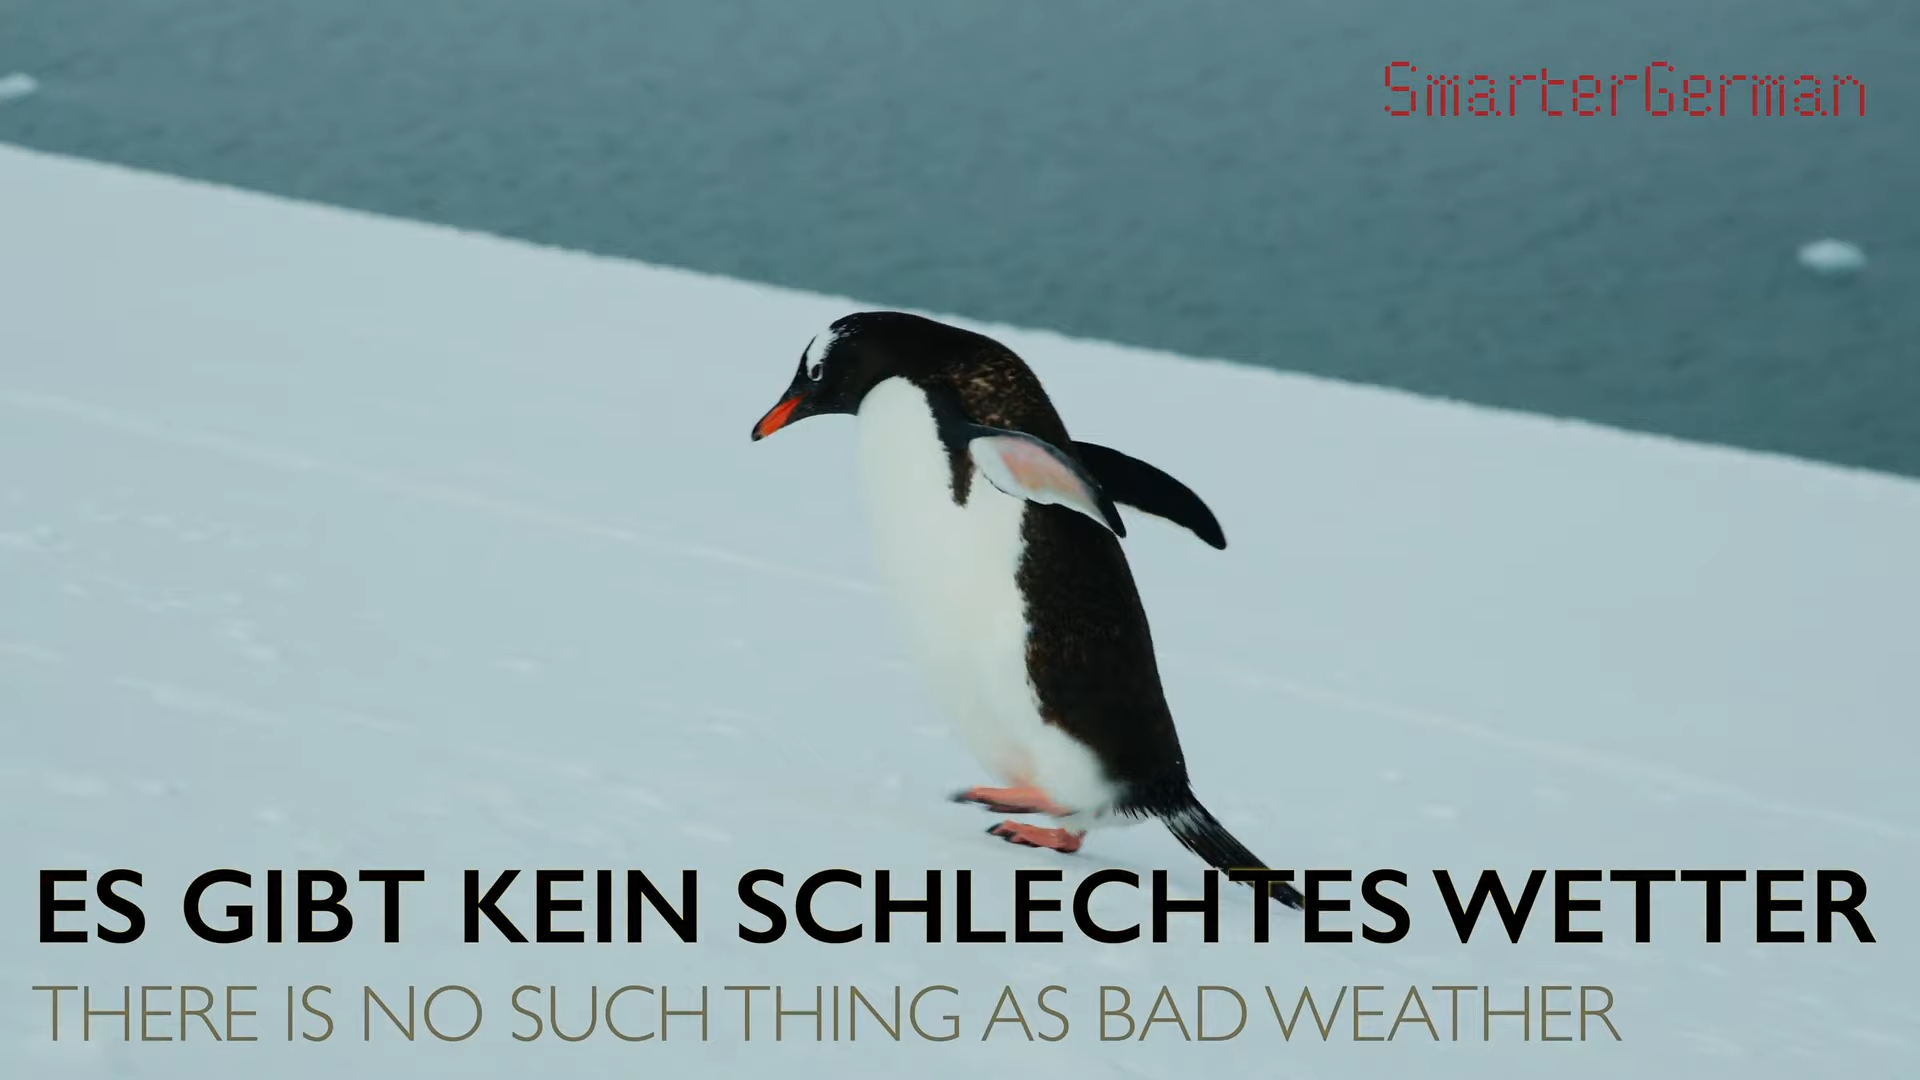 SmarterGerman
ES GIBT KEIN SCHLECHTES WETTER
THERE IS NO SUCH THING AS BAD WEATHER